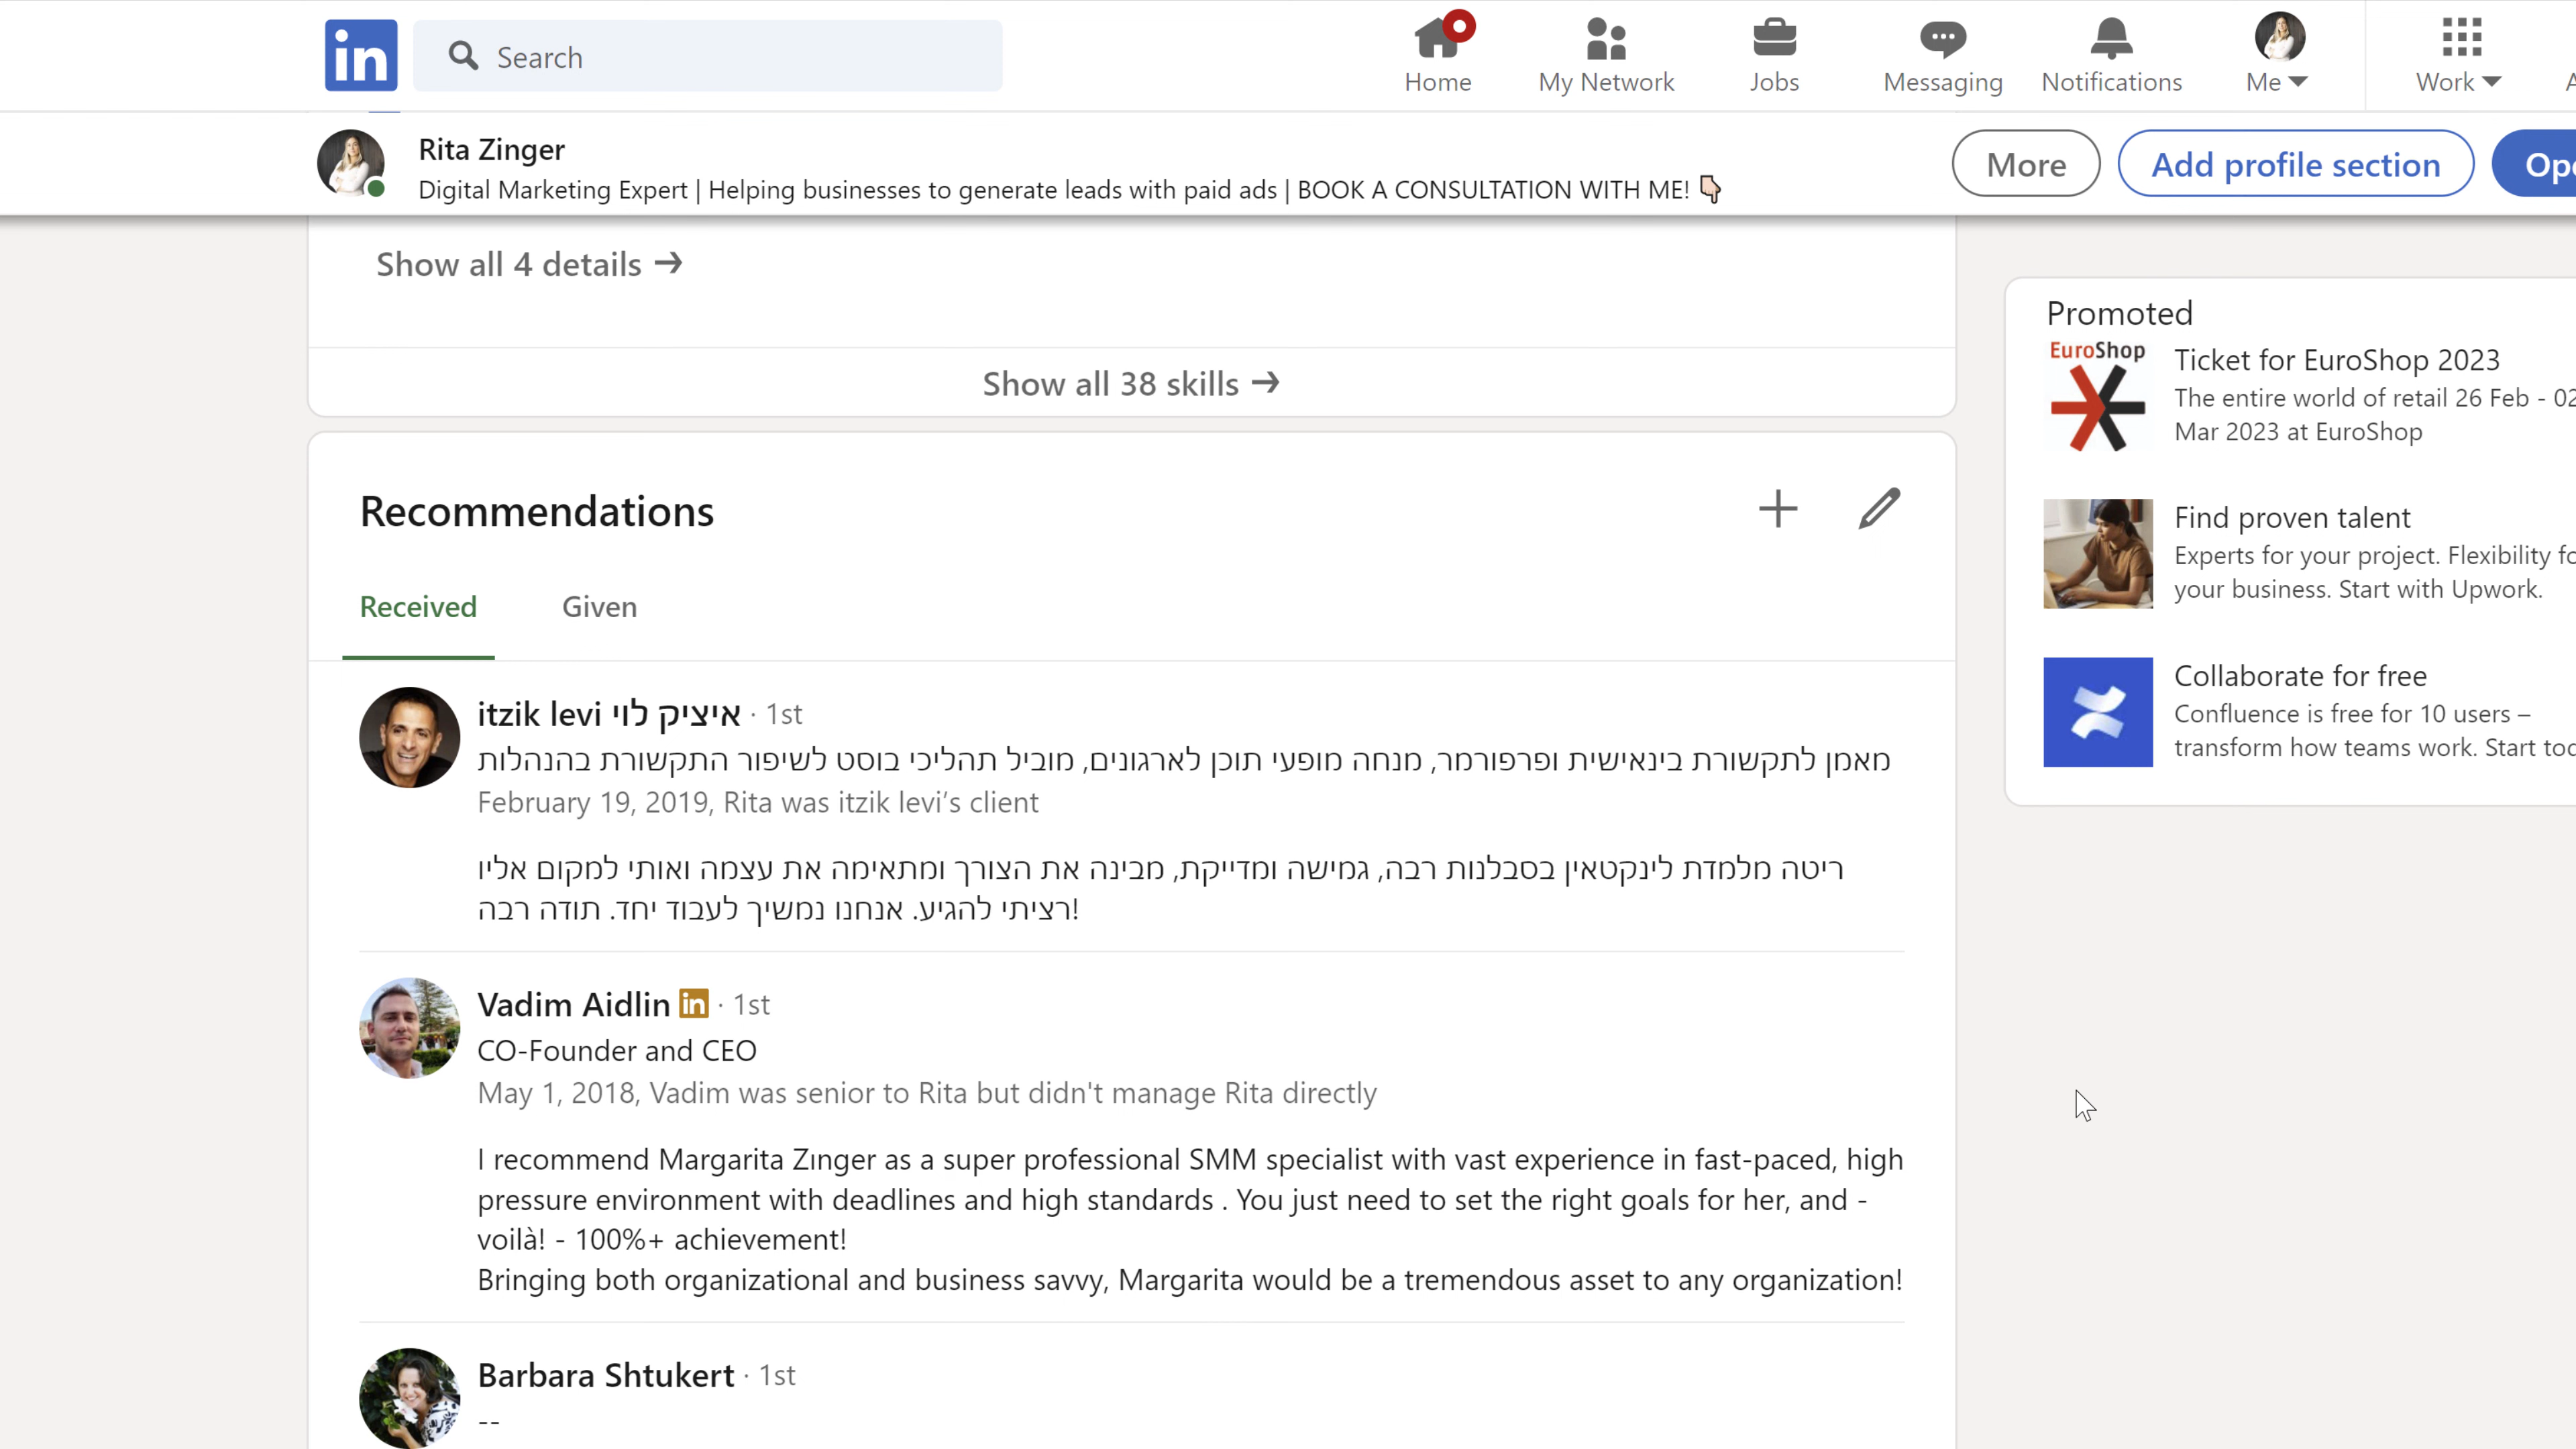 in
Search
Home
My Network
Jobs
Messaging
Notifications
Me
Work
Rita Zinger
Digital Marketing Expert | Helping businesses to generate leads with paid ads | BOOK A CONSULTATION WITH ME! 👇
More
Add profile section
Show all 4 details →
Show all 38 skills →
Recommendations
Received
Given
itzik levi איציק לוי · 1st
מאמן לתקשורת בינאישית ופרפורמר, מנחה מופעי תוכן לארגונים, מוביל תהליכי בוסט לשיפור התקשורת בהנהלות
February 19, 2019, Rita was itzik levi’s client
ריטה מלמדת לינקטאין בסבלנות רבה, גמישה ומדייקת, מבינה את הצורך ומתאימה את עצמה ואותי למקום אליו
רציתי להגיע. אנחנו נמשיך לעבוד יחד. תודה רבה!
Vadim Aidlin in · 1st
CO-Founder and CEO
May 1, 2018, Vadim was senior to Rita but didn't manage Rita directly
I recommend Margarita Zınger as a super professional SMM specialist with vast experience in fast-paced, high
pressure environment with deadlines and high standards . You just need to set the right goals for her, and -
voilà! - 100%+ achievement!
Bringing both organizational and business savvy, Margarita would be a tremendous asset to any organization!
Barbara Shtukert · 1st
--
Promoted
EuroShop
Ticket for EuroShop 2023
The entire world of retail 26 Feb - 02
Mar 2023 at EuroShop
Find proven talent
Experts for your project. Flexibility
your business. Start with Upwork.
Collaborate for free
Confluence is free for 10 users –
transform how teams work. Start